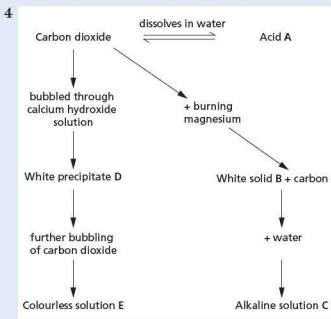 4
dissolves in water
Carbon dioxide
Acid A
bubbled through
calcium hydroxide
solution
+ burning
magnesium
White precipitate D
White solid B + carbon
further bubbling
of carbon dioxide
+ water
Colourless solution E
Alkaline solution C